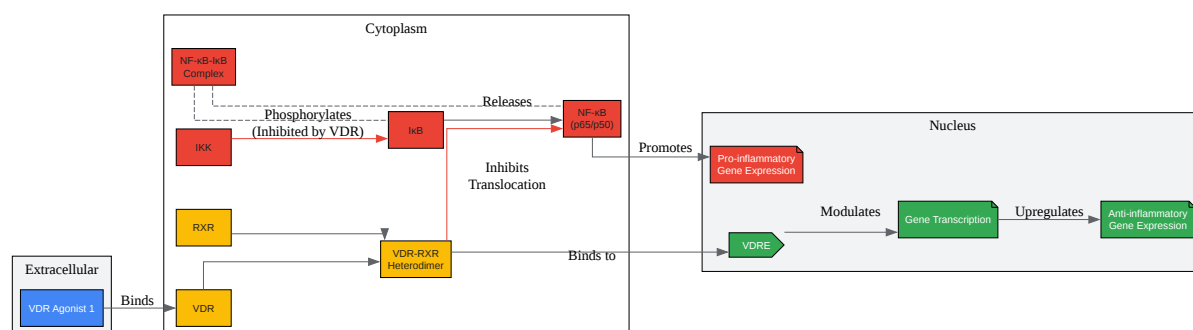 Cytoplasm
NF-κB-IκB
Complex
Releases
Phosphorylates
(Inhibited by VDR)
NF-κB
(p65/p50)
IκB
IKK
Nucleus
Promotes
Pro-inflammatory
Gene Expression
Inhibits
Translocation
RXR
VDR-RXR
Heterodimer
Modulates
Gene Transcription
Upregulates
Anti-inflammatory
Gene Expression
VDRE
Binds to
Extracellular
VDR Agonist 1
Binds
VDR